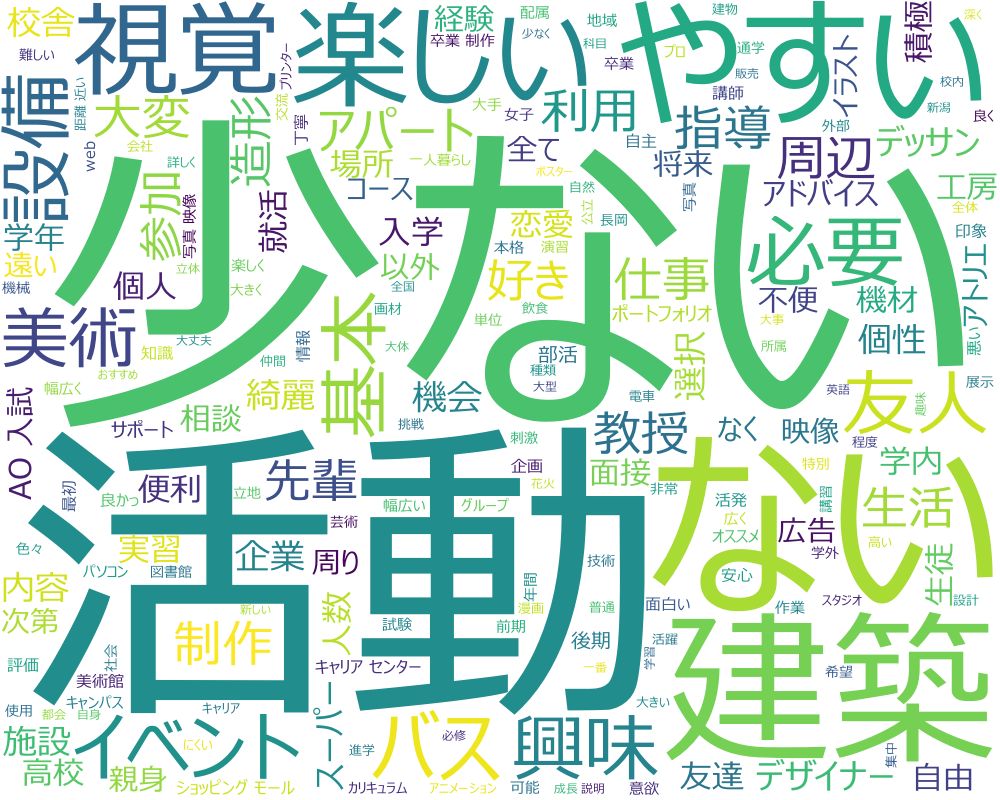 校舎
視覚
楽しい
やすい
経験
配属
地域
建物
積極
深く
難しい
プリンター
卒業 制作
少なく
科目
卒業
プロ
通学
イラスト
校内
設備
距離 近い
大変
交流
大手
女子
利用
指導
講師
販売
新潟
良く
web
会社
造形
丁寧
アパート
自主
外部
デッサン
詳しく
場所
一人暮らし
全て
将来
周辺
ポスター
参加
コース
恋愛
自然
写真
アドバイス
工房
学年
写真 映像
就活
入学
本格
演習
公立
長岡
全体
遠い
立体
楽しく
以外
好き
仕事
必要
印象
機械
個人
大きく
全国
画材
単位
飲食
ポートフォリオ
不便
機材
アトリエ
少ない
大事
悪い
美術
大丈夫
情報
基本
大体
部活
選択
所属
個性
知識
仲間
種類
展示
おすすめ
綺麗
機会
大型
電車
英語
趣味
幅広く
相談
挑戦
友人
AO 入試
サポート
刺激
教授
なく
映像
程度
活動
先輩
企画
面接
ない
特別
学内
最初
良かっ
便利
立地
幅広い
花火
非常
活発
講習
生活
芸術
グループ
広く
広告
色々
実習
企業
周り
オススメ
学外
高い
パソコン
図書館
技術
安心
生徒
内容
年間
スタジオ
設計
次第
新しい
人数
漫画
普通
面白い
作業
制作
試験
前期
建築
評価
社会
後期
活躍
美術館
キャリア センター
一番
学習
希望
使用
キャンパス
キャリア
大きい
都会
自身
イベント
スーパー
バス
興味
施設
にくい
必修
集中
高校
親身
進学
友達
デザイナー
自由
ショッピング モール
カリキュラム
アニメーション
可能
成長
説明
意欲